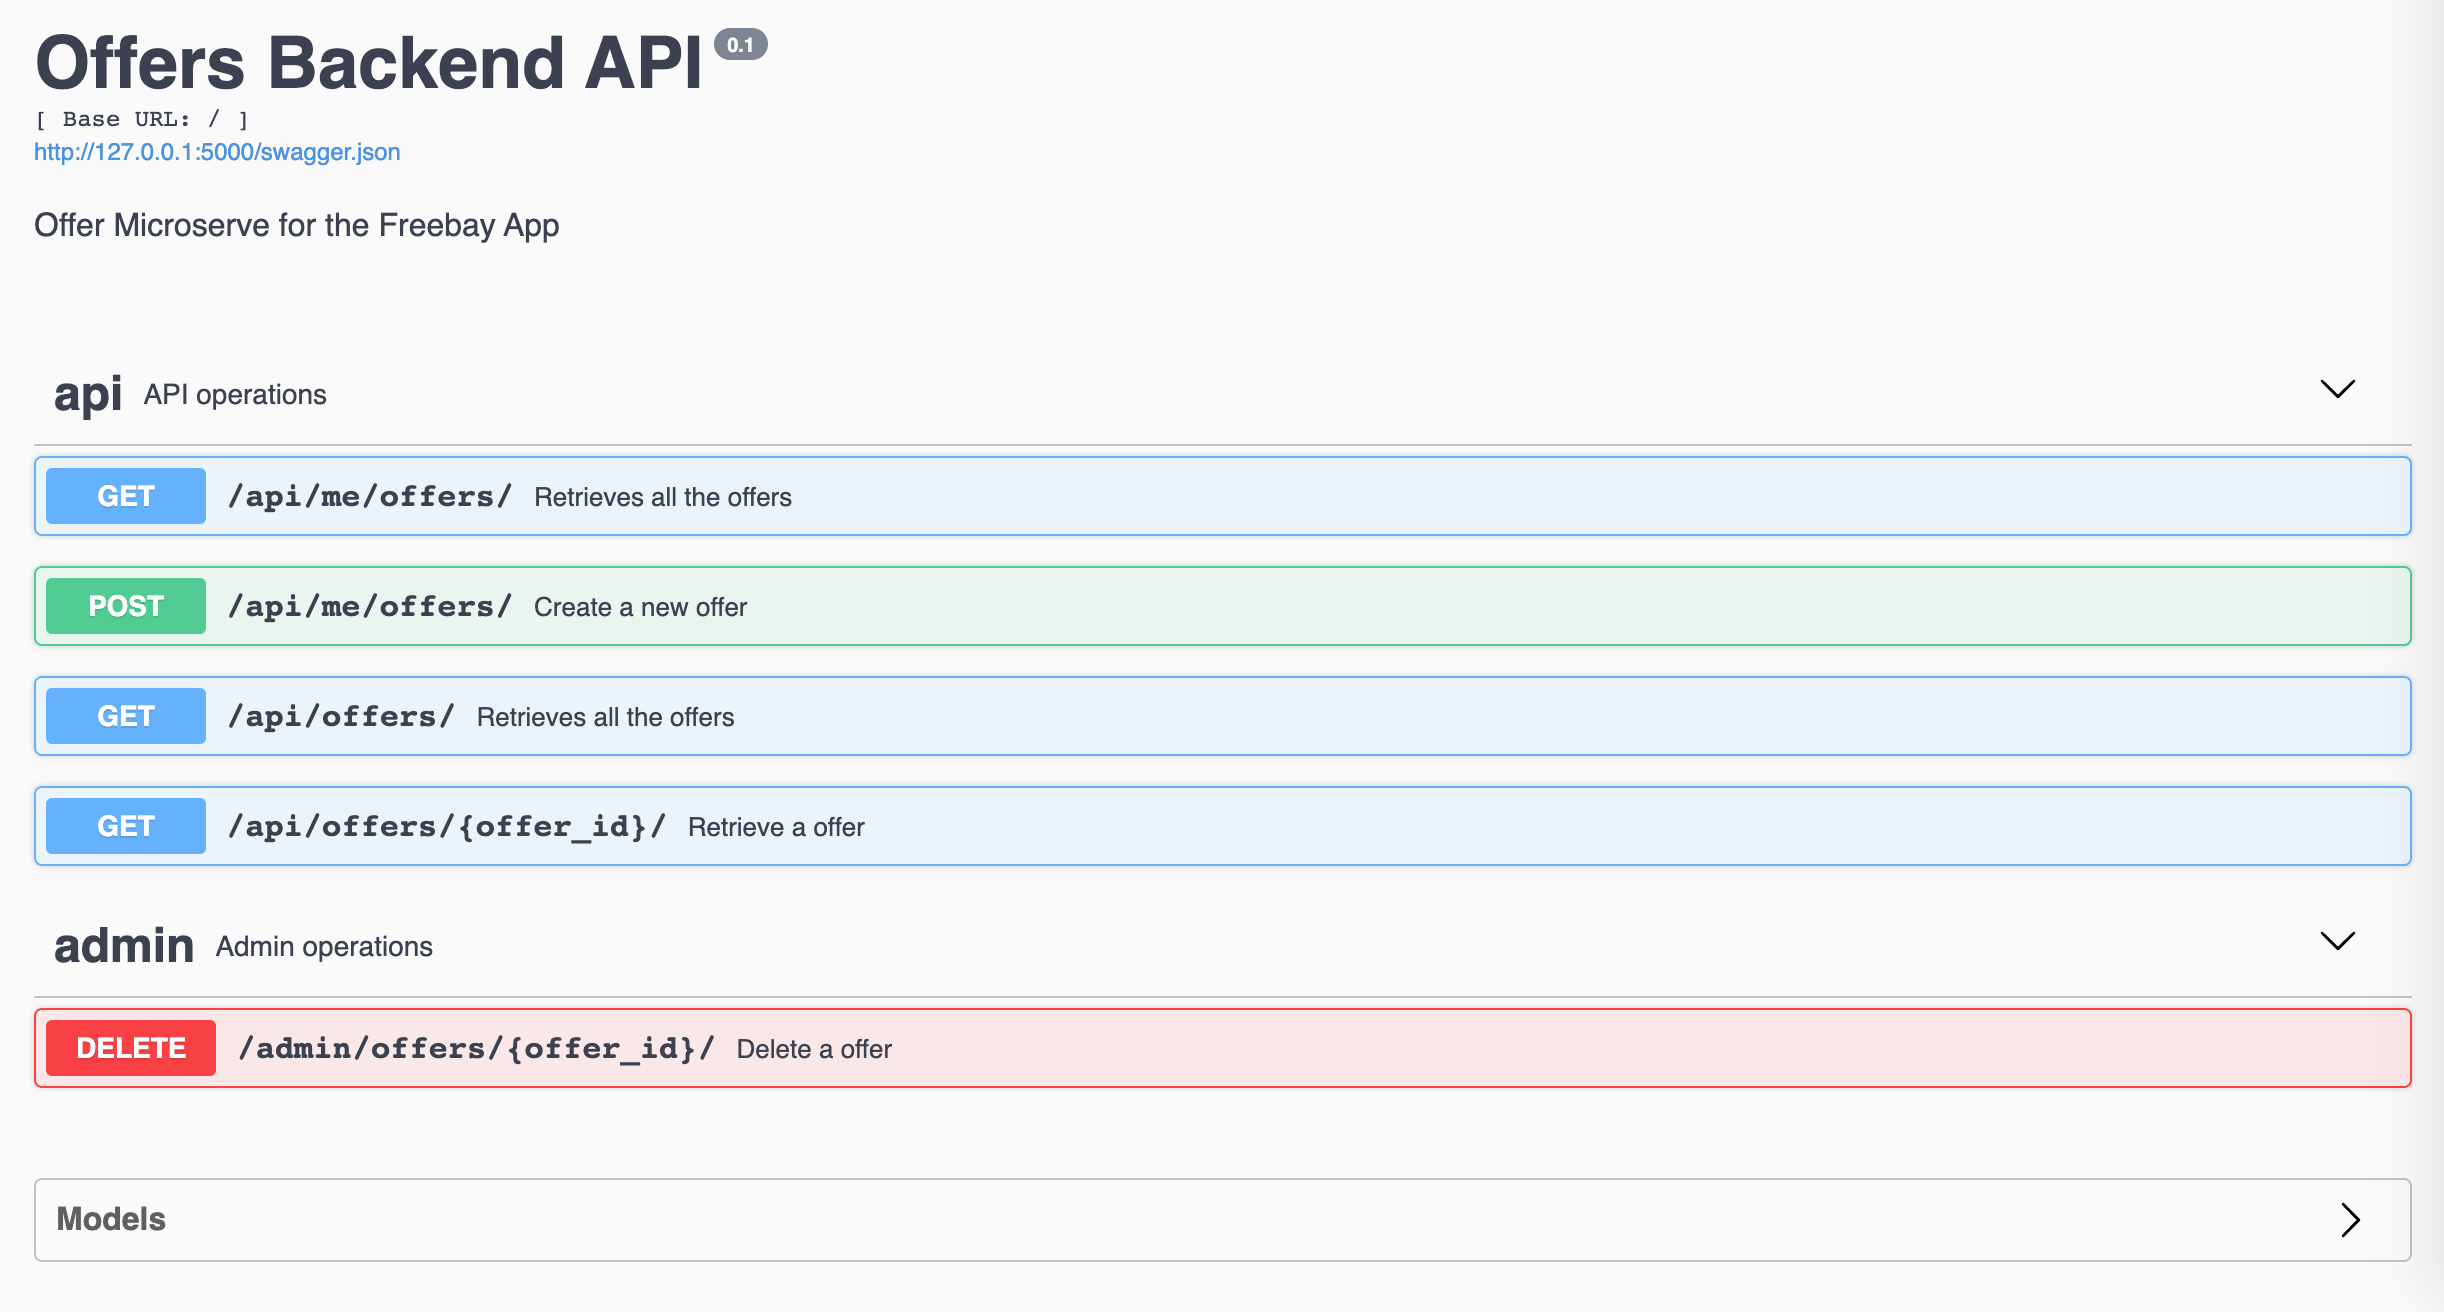 Offers Backend API 0.1
[ Base URL: / ]
http://127.0.0.1:5000/swagger.json
Offer Microserve for the Freebay App
api API operations
GET /api/me/offers/ Retrieves all the offers
POST /api/me/offers/ Create a new offer
GET /api/offers/ Retrieves all the offers
GET /api/offers/{offer_id}/ Retrieve a offer
admin Admin operations
DELETE /admin/offers/{offer_id}/ Delete a offer
Models